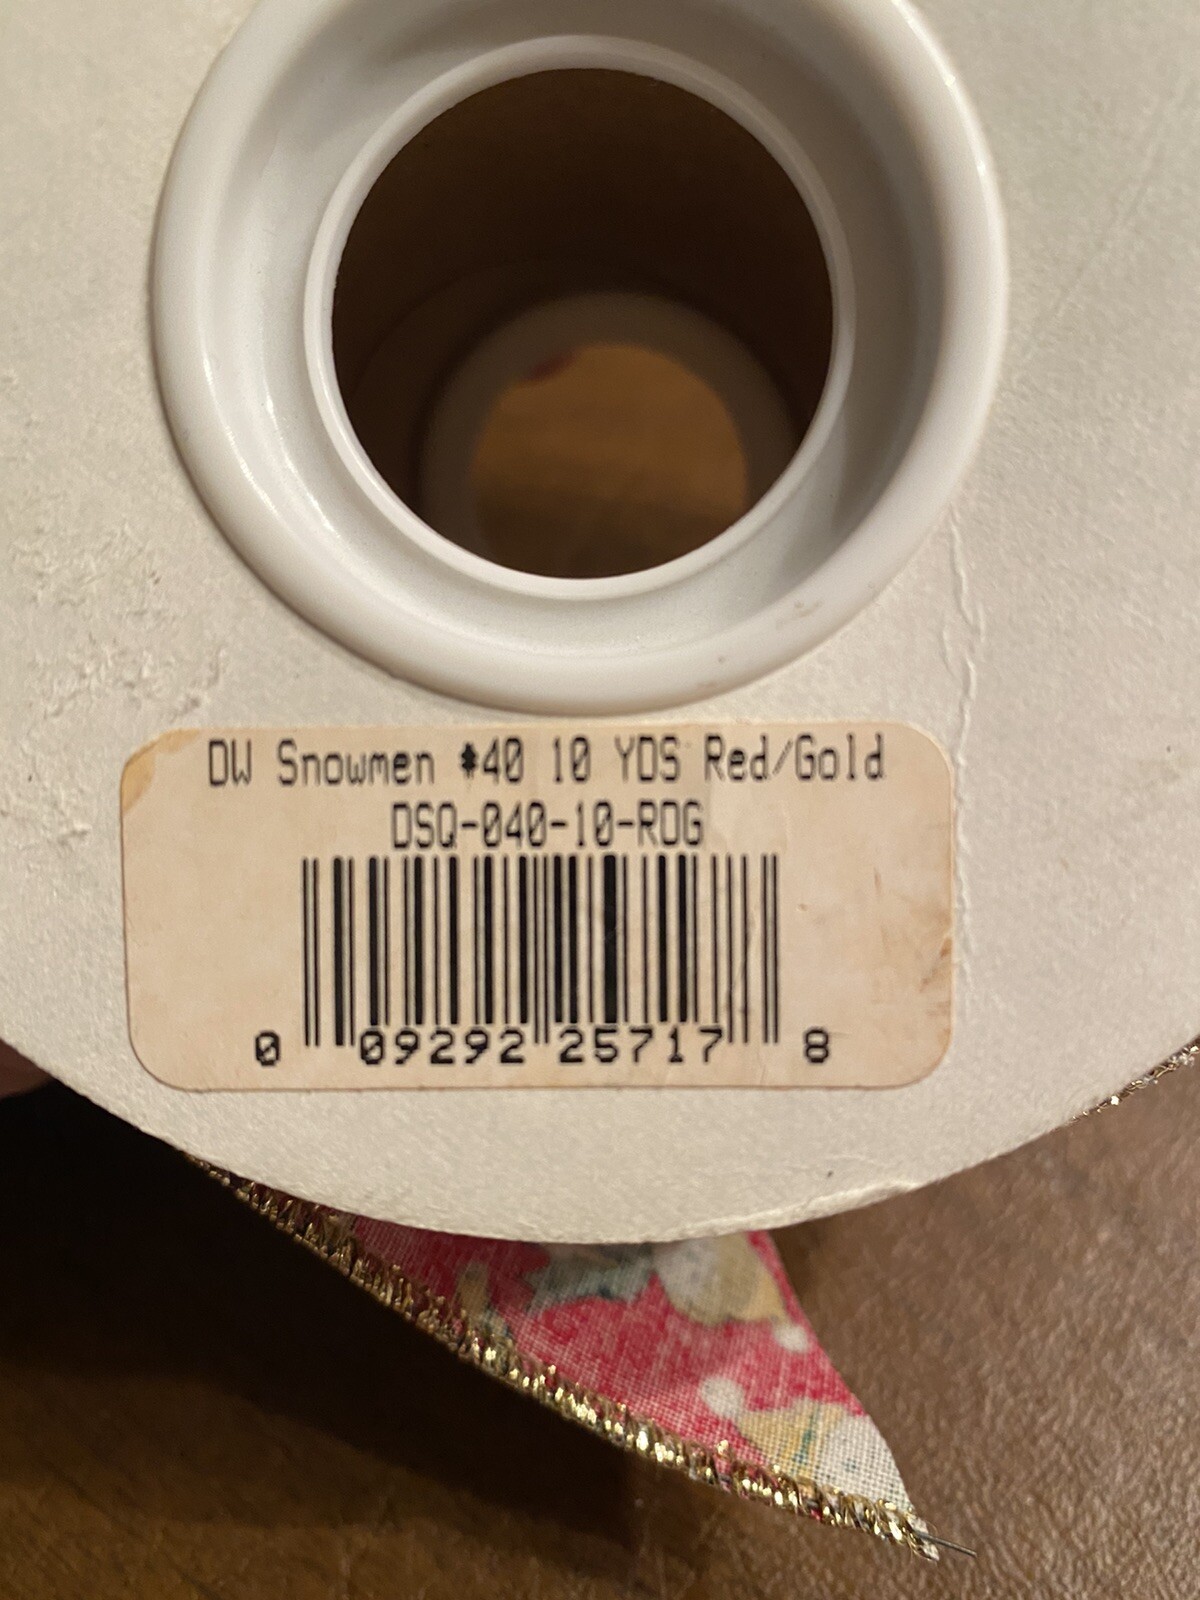 DW Snowmen #40 10 YDS Red/Gold
DSQ-040-10-RDG
0 09292 25717 8